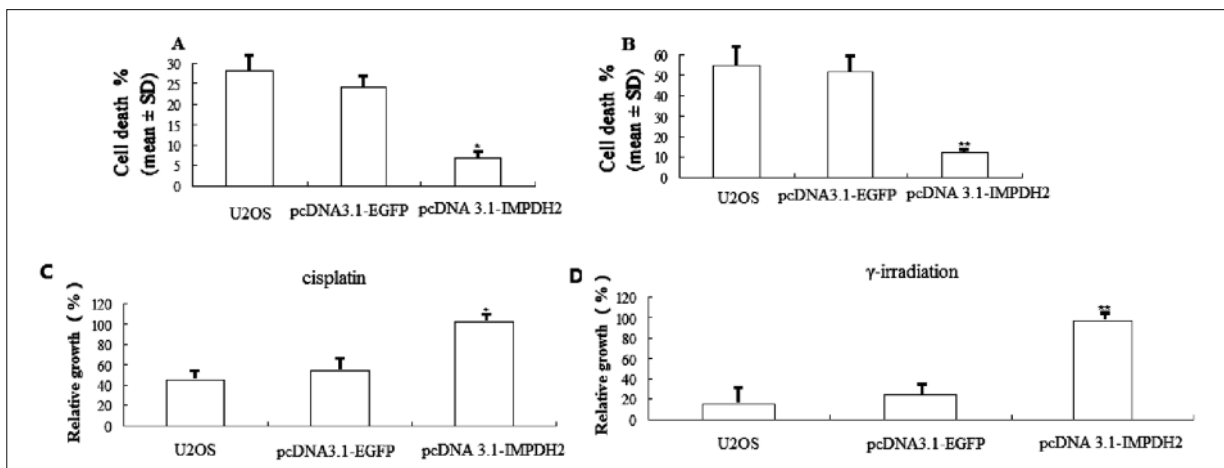 A
Cell death %
(mean ± SD)
30
25
20
15
10
5
0
*
U2OS
pcDNA3.1-EGFP
pcDNA 3.1-IMPDH2
B
Cell death %
(mean ± SD)
60
50
40
30
20
10
0
**
U2OS
pcDNA3.1-EGFP
pcDNA 3.1-IMPDH2
C
cisplatin
Relative growth ( % )
120
100
80
60
40
20
0
U2OS
pcDNA3.1-EGFP
pcDNA 3.1-IMPDH2
D
γ-irradiation
Relative growth ( % )
120
100
80
60
40
20
0
**
U2OS
pcDNA3.1-EGFP
pcDNA 3.1-IMPDH2